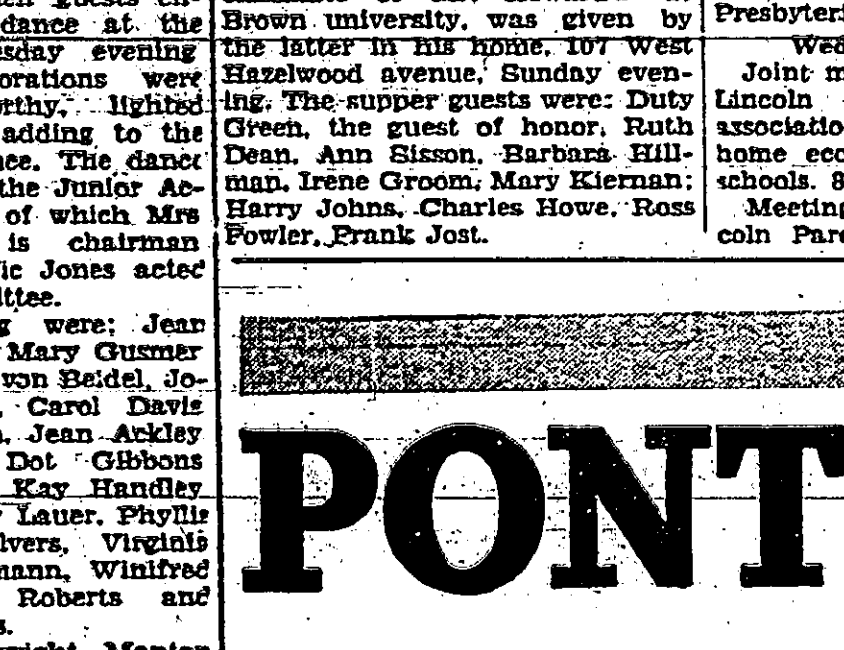 dance at the
sday evening
orations were
rthy, lighted
adding to the
nce. The dance
the Junior Ac-
of which Mrs
is chairman
ic Jones acted
ittee.
g were: Jean
Mary Gusmer
von Beidel, Jo-
, Carol Davis
, Jean Ackley
Dot Gibbons
Kay Handley
Lauer, Phyllis
lvers, Virginia
mann, Winifred
Roberts and
s.
Brown university, was given by
the latter in his home, 107 West
Hazelwood avenue, Sunday even-
ing. The supper guests were: Duty
Green, the guest of honor, Ruth
Dean, Ann Sisson, Barbara Hill-
man, Irene Groom, Mary Kiernan;
Harry Johns, Charles Howe, Ross
Fowler, Frank Jost.
Presbyteri
Wed
Joint m
Lincoln
associatio
home eco
schools. 8
Meeting
coln Pare
PONT